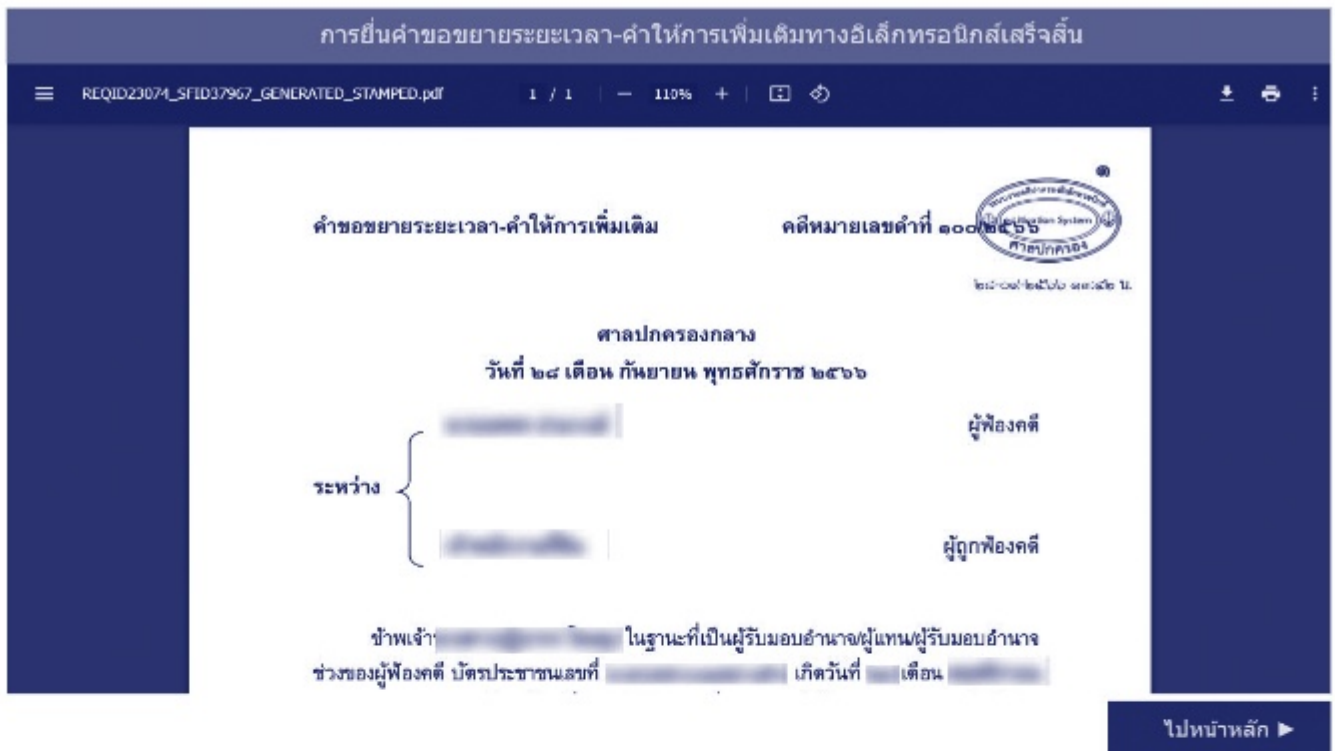 การยื่นคำขอขยายระยะเวลา-คำให้การเพิ่มเติมทางอิเล็กทรอนิกส์เสร็จสิ้น
REQID23074_SFID37967_GENERATED_STAMPED.pdf 1 / 1 110%
๑
คำขอขยายระยะเวลา-คำให้การเพิ่มเติม คดีหมายเลขดำที่ ๑๐๐/๒๕๖๖
ศาลปกครอง
ศาลปกครองกลาง
วันที่ ๒๘ เดือน กันยายน พุทธศักราช ๒๕๖๖
ผู้ฟ้องคดี
ระหว่าง
ผู้ถูกฟ้องคดี
ข้าพเจ้า ในฐานะที่เป็นผู้รับมอบอำนาจ/ผู้แทน/ผู้รับมอบอำนาจ
ช่วงของผู้ฟ้องคดี บัตรประชาชนเลขที่ เกิดวันที่ เดือน
ไปหน้าหลัก ▶